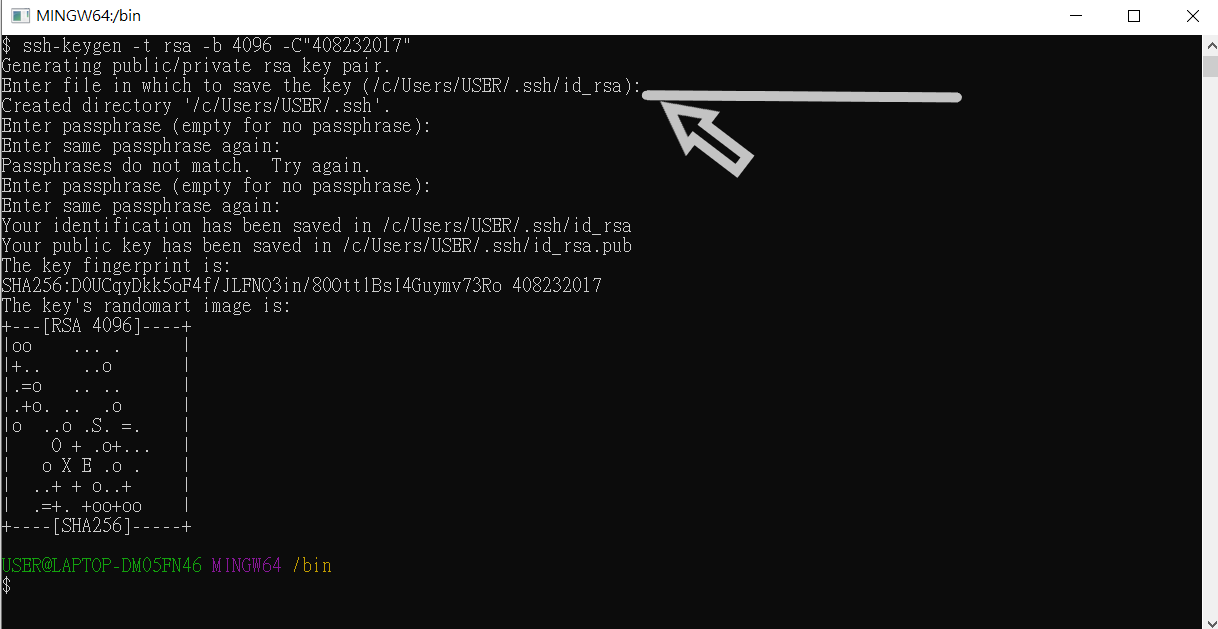 MINGW64:/bin
$ ssh-keygen -t rsa -b 4096 -C"408232017"
Generating public/private rsa key pair.
Enter file in which to save the key (/c/Users/USER/.ssh/id_rsa):
Created directory '/c/Users/USER/.ssh'.
Enter passphrase (empty for no passphrase):
Enter same passphrase again:
Passphrases do not match.  Try again.
Enter passphrase (empty for no passphrase):
Enter same passphrase again:
Your identification has been saved in /c/Users/USER/.ssh/id_rsa
Your public key has been saved in /c/Users/USER/.ssh/id_rsa.pub
The key fingerprint is:
SHA256:D0UCqyDkk5oF4f/JLFNO3in/80OttlBsI4Guymv73Ro 408232017
The key's randomart image is:
+---[RSA 4096]----+
|oo    ... .      |
|+..    ..o       |
|.=o   .. ..      |
|.+o. ..  .o      |
|o  ..o .S. =.    |
|    O + .o+...   |
|   o X E .o .    |
|  ..+ + o..+     |
|  .=+. +oo+oo    |
+----[SHA256]-----+
USER@LAPTOP-DM05FN46 MINGW64 /bin
$